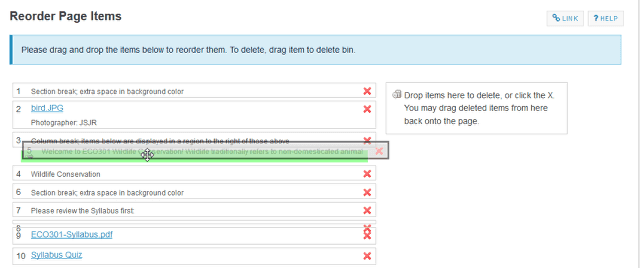 Reorder Page Items
LINK
? HELP
Please drag and drop the items below to reorder them. To delete, drag item to delete bin.
1 Section break; extra space in background color
2 bird.JPG
Photographer: JSJR
Drop items here to delete, or click the X.
You may drag deleted items from here
back onto the page.
3 Column break; items below are displayed in a region to the right of those above
5 Welcome to ECO301 Wildlife Conservation! Wildlife traditionally refers to non-domesticated animal
4 Wildlife Conservation
6 Section break; extra space in background color
7 Please review the Syllabus first:
8
9 ECO301-Syllabus.pdf
10 Syllabus Quiz